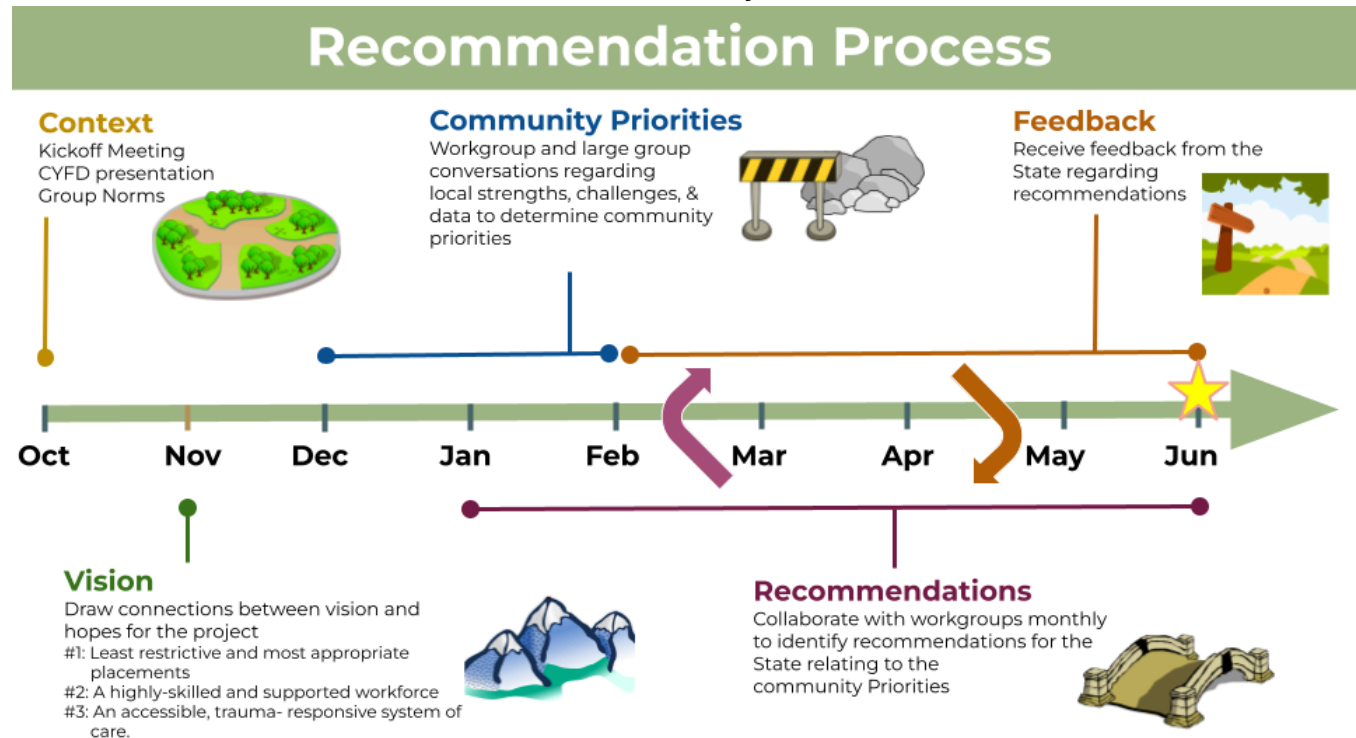 Recommendation Process
Context
Kickoff Meeting
CYFD presentation
Group Norms
Community Priorities
Workgroup and large group
conversations regarding
local strengths, challenges, &
data to determine community
priorities
Feedback
Receive feedback from the
State regarding
recommendations
Oct
Nov
Dec
Jan
Feb
Mar
Apr
May
Jun
Vision
Draw connections between vision and
hopes for the project
#1: Least restrictive and most appropriate
placements
#2: A highly-skilled and supported workforce
#3: An accessible, trauma- responsive system of
care.
Recommendations
Collaborate with workgroups monthly
to identify recommendations for the
State relating to the
community Priorities